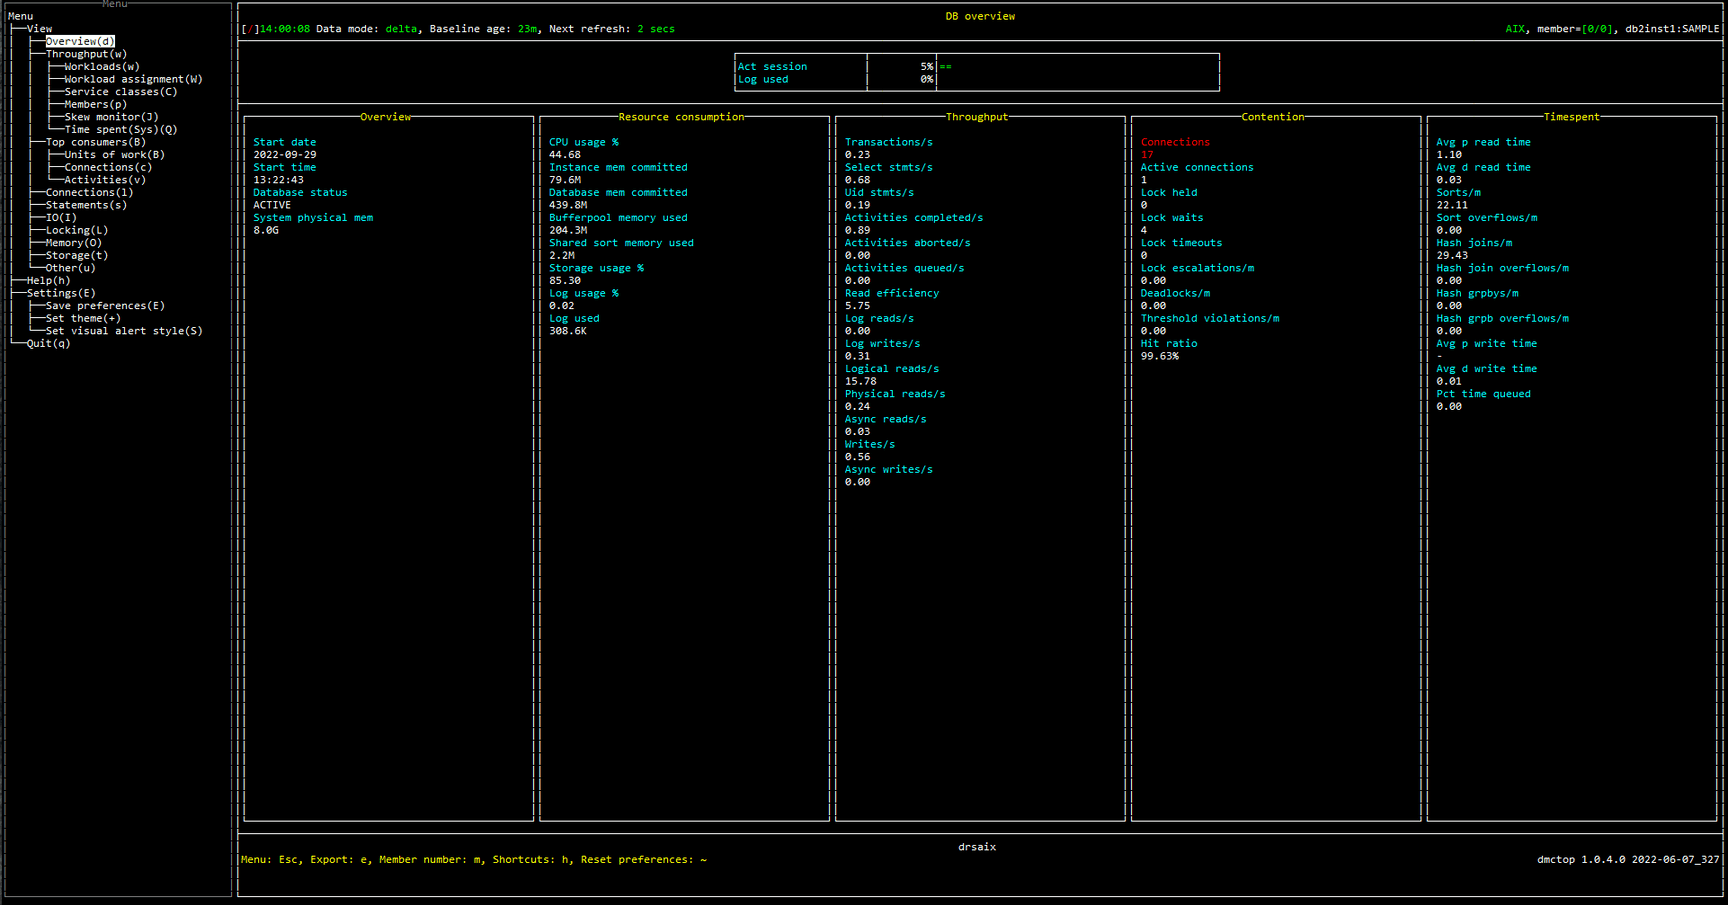 Menu
Menu
View
Overview(d)
Throughput(w)
Workloads(w)
Workload assignment(W)
Service classes(C)
Members(p)
Skew monitor(J)
Time spent(Sys)(Q)
Top consumers(B)
Units of work(B)
Connections(c)
Activities(v)
Connections(l)
Statements(s)
IO(I)
Locking(L)
Memory(O)
Storage(t)
Other(u)
Help(h)
Settings(E)
Save preferences(E)
Set theme(+)
Set visual alert style(S)
Quit(q)
DB overview
[/]14:00:08 Data mode: delta, Baseline age: 23m, Next refresh: 2 secs
AIX, member=[0/0], db2inst1:SAMPLE
Act session 5% ==
Log used 0%
Overview
Start date
2022-09-29
Start time
13:22:43
Database status
ACTIVE
System physical mem
8.0G
Resource consumption
CPU usage %
44.68
Instance mem committed
79.6M
Database mem committed
439.8M
Bufferpool memory used
204.3M
Shared sort memory used
2.2M
Storage usage %
85.30
Log usage %
0.02
Log used
308.6K
Throughput
Transactions/s
0.23
Select stmts/s
0.68
Uid stmts/s
0.19
Activities completed/s
0.89
Activities aborted/s
0.00
Activities queued/s
0.00
Read efficiency
5.75
Log reads/s
0.00
Log writes/s
0.31
Logical reads/s
15.78
Physical reads/s
0.24
Async reads/s
0.03
Writes/s
0.56
Async writes/s
0.00
Contention
Connections
17
Active connections
1
Lock held
0
Lock waits
4
Lock timeouts
0
Lock escalations/m
0.00
Deadlocks/m
0.00
Threshold violations/m
0.00
Hit ratio
99.63%
Timespent
Avg p read time
1.10
Avg d read time
0.03
Sorts/m
22.11
Sort overflows/m
0.00
Hash joins/m
29.43
Hash join overflows/m
0.00
Hash grpbys/m
0.00
Hash grpb overflows/m
0.00
Avg p write time
-
Avg d write time
0.01
Pct time queued
0.00
drsaix
Menu: Esc, Export: e, Member number: m, Shortcuts: h, Reset preferences: ~
dmctop 1.0.4.0 2022-06-07_327